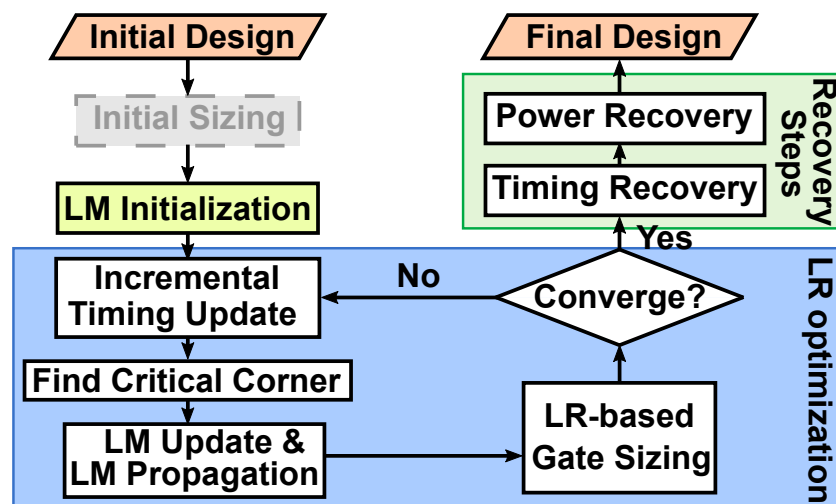 Initial Design
Initial Sizing
LM Initialization
Incremental
Timing Update
Find Critical Corner
LM Update &
LM Propagation
LR-based
Gate Sizing
Converge?
No
Yes
Timing Recovery
Power Recovery
Final Design
Recovery
Steps
LR optimization